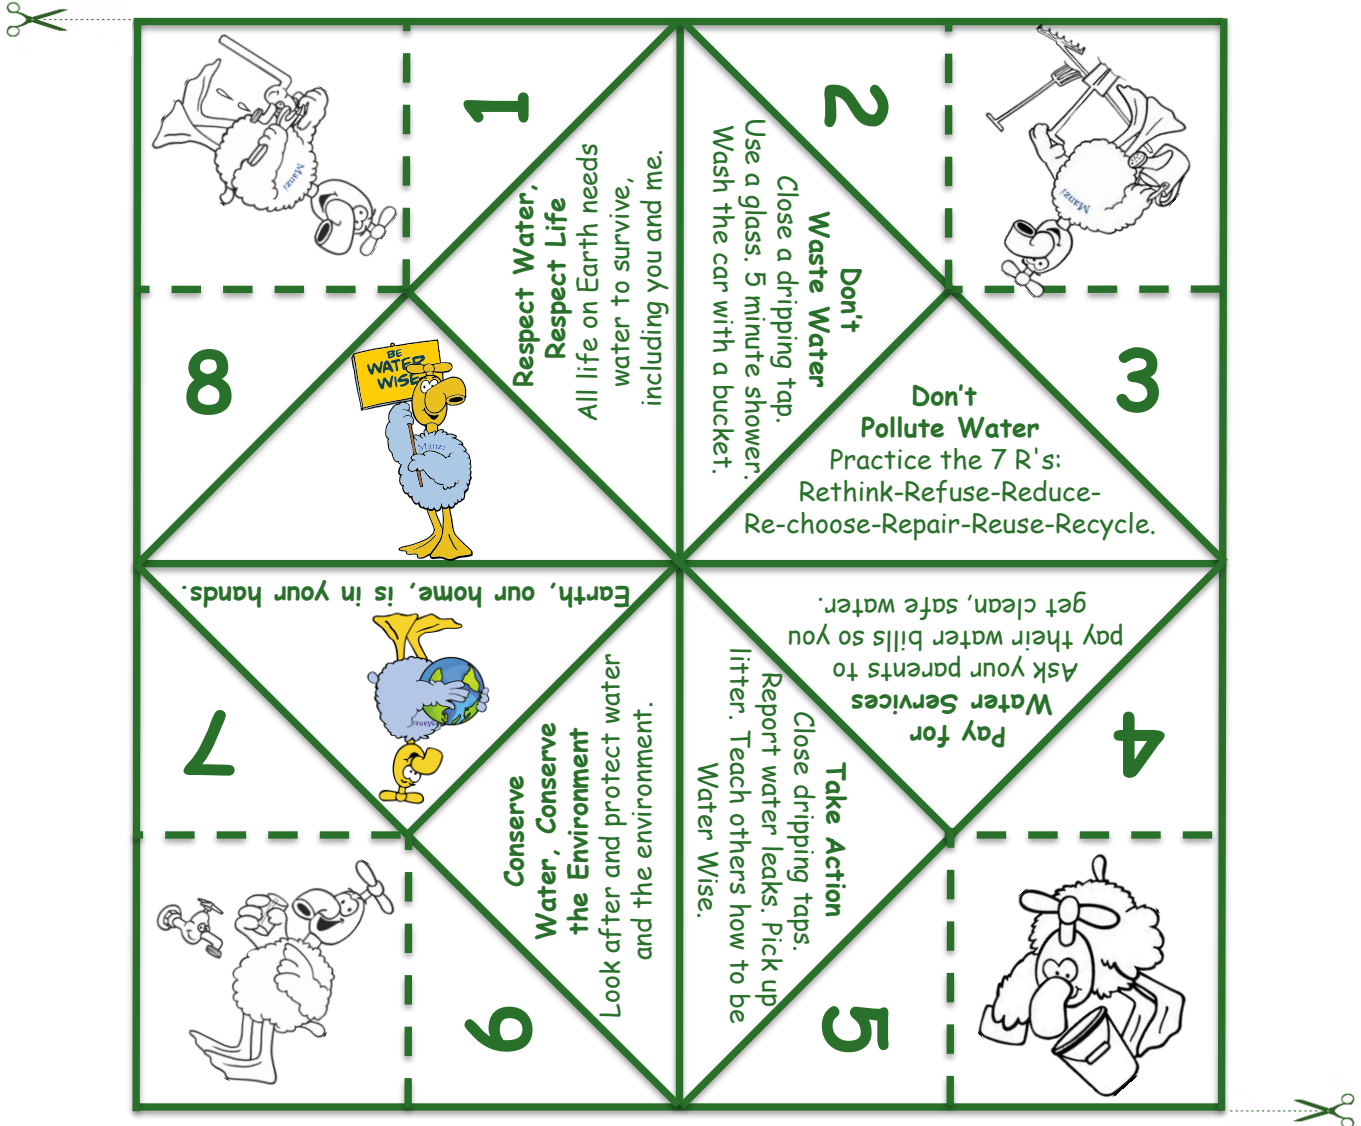 1
Respect Water,
Respect Life
All life on Earth needs
water to survive,
including you and me.
2
Don't
Waste Water
Close a dripping tap.
Use a glass. 5 minute shower.
Wash the car with a bucket.
3
Don't
Pollute Water
Practice the 7 R's:
Rethink-Refuse-Reduce-
Re-choose-Repair-Reuse-Recycle.
4
Pay for
Water Services
Ask your parents to
pay their water bills so you
get clean, safe water.
5
Take Action
Close dripping taps.
Report water leaks. Pick up
litter. Teach others how to be
Water Wise.
6
Conserve
Water, Conserve
the Environment
Look after and protect water
and the environment.
7
Earth, our home, is in your hands.
Manzi
8
BE
WATER
WISE
Manzi
Manzi
Manzi